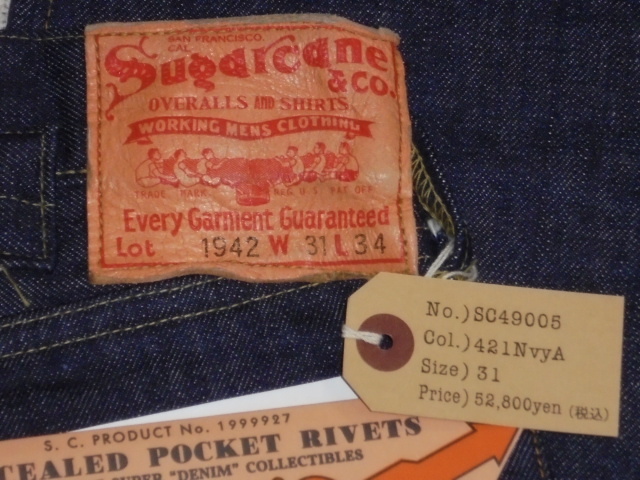 SAN FRANCISCO
CAL.
Sugarcane
& Co.
OVERALLS AND SHIRTS
WORKING MENS CLOTHING
TRADE MARK REG. U.S. PAT. OFF.
Every Garment Guaranteed
Lot 1942 W 31 L 34
No.) SC49005
Col.) 421NvyA
Size) 31
Price) 52,800yen (税込)
S. C. PRODUCT No. 1999927
CEALED POCKET RIVETS
SUPER "DENIM" COLLECTIBLES